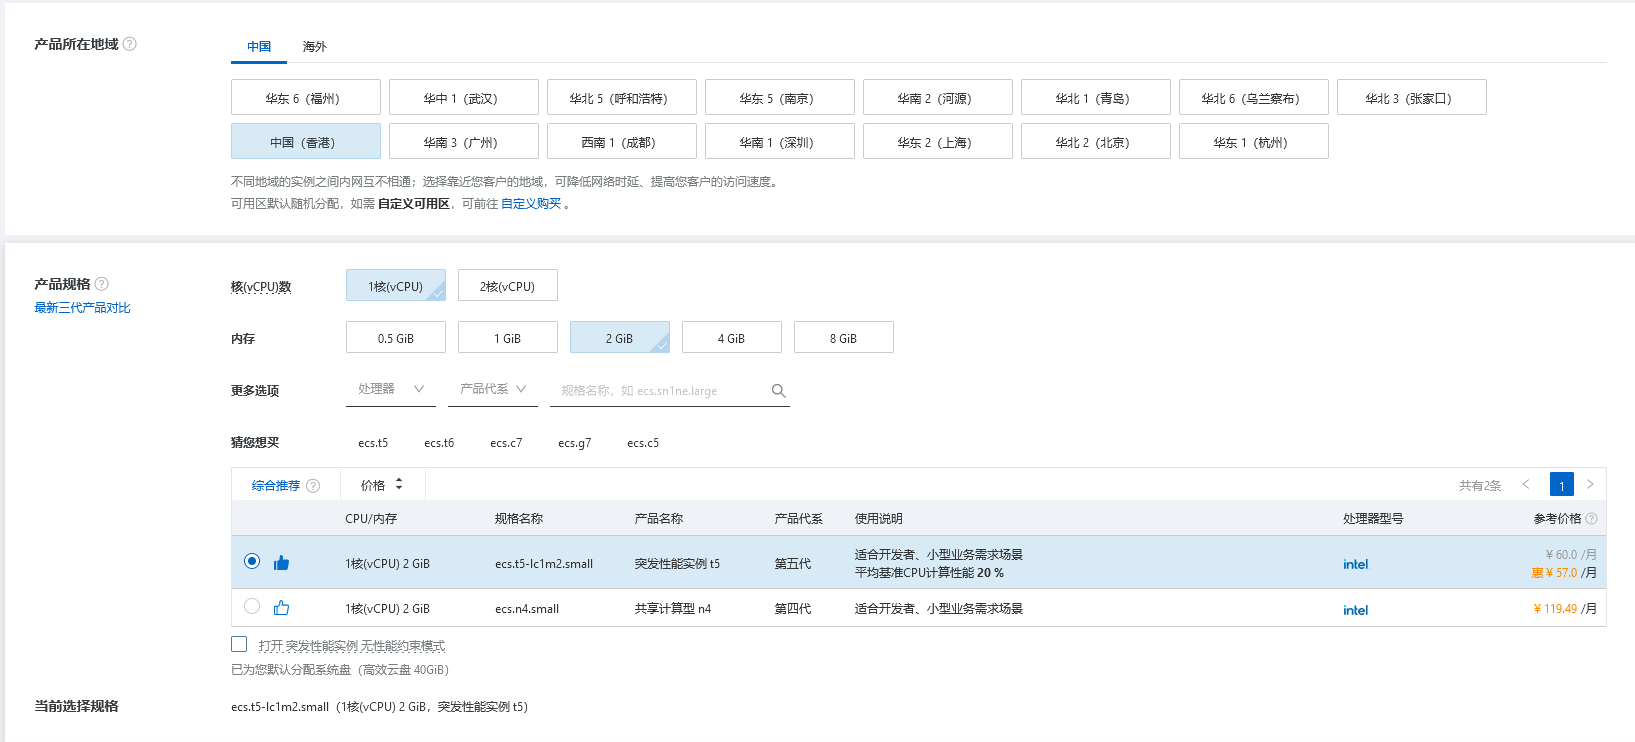 产品所在地域
中国 海外
华东 6（福州） 华中 1（武汉） 华北 5（呼和浩特） 华东 5（南京） 华南 2（河源） 华北 1（青岛） 华北 6（乌兰察布） 华北 3（张家口）
中国（香港） 华南 3（广州） 西南 1（成都） 华南 1（深圳） 华东 2（上海） 华北 2（北京） 华东 1（杭州）
不同地域的实例之间内网互不相通；选择靠近您客户的地域，可降低网络时延、提高您客户的访问速度。
可用区默认随机分配，如需 自定义可用区，可前往 自定义购买 。
产品规格
最新三代产品对比
核(vCPU)数 1核(vCPU) 2核(vCPU)
内存 0.5 GiB 1 GiB 2 GiB 4 GiB 8 GiB
更多选项 处理器 产品代系 规格名称，如 ecs.sn1ne.large
猜您想买 ecs.t5 ecs.t6 ecs.c7 ecs.g7 ecs.c5
综合推荐 价格 共有2条 < 1 >
CPU/内存 规格名称 产品名称 产品代系 使用说明 处理器型号 参考价格
1核(vCPU) 2 GiB ecs.t5-lc1m2.small 突发性能实例 t5 第五代 适合开发者、小型业务需求场景 intel ¥ 60.0 /月
平均基准CPU计算性能 20 % 惠 ¥ 57.0 /月
1核(vCPU) 2 GiB ecs.n4.small 共享计算型 n4 第四代 适合开发者、小型业务需求场景 intel ¥ 119.49 /月
打开 突发性能实例 无性能约束模式
已为您默认分配系统盘（高效云盘 40GiB）
当前选择规格 ecs.t5-lc1m2.small（1核(vCPU) 2 GiB，突发性能实例 t5）